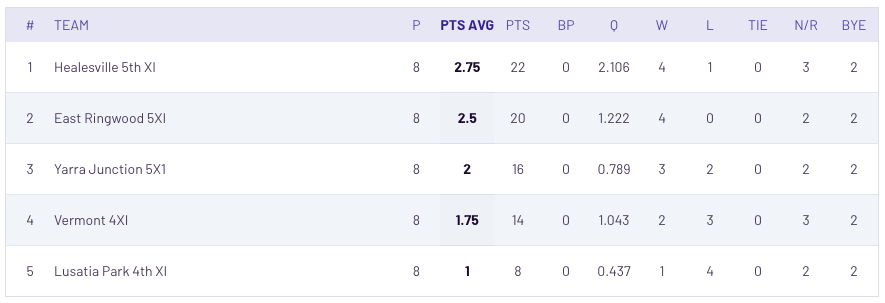 # TEAM P PTS AVG PTS BP Q W L TIE N/R BYE
1 Healesville 5th XI 8 2.75 22 0 2.106 4 1 0 3 2
2 East Ringwood 5XI 8 2.5 20 0 1.222 4 0 0 2 2
3 Yarra Junction 5X1 8 2 16 0 0.789 3 2 0 2 2
4 Vermont 4XI 8 1.75 14 0 1.043 2 3 0 3 2
5 Lusatia Park 4th XI 8 1 8 0 0.437 1 4 0 2 2